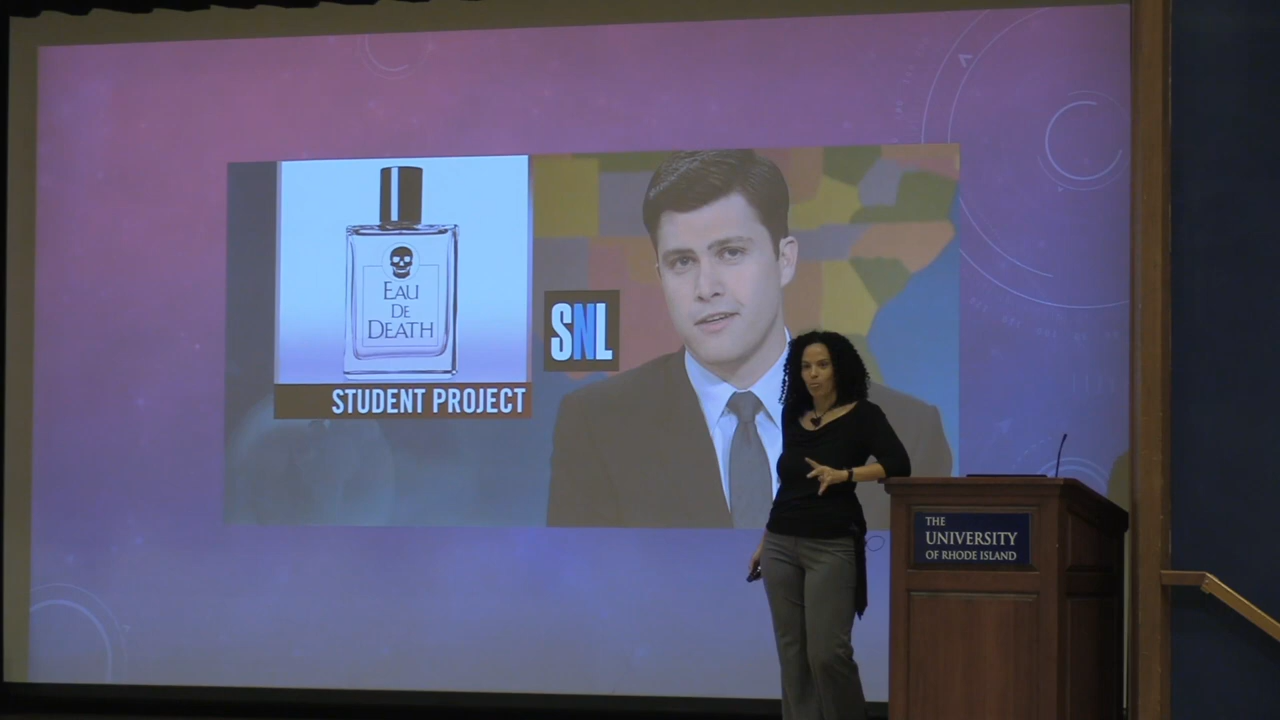 EAU
DE
DEATH
STUDENT PROJECT
SNL
THE
UNIVERSITY
OF RHODE ISLAND